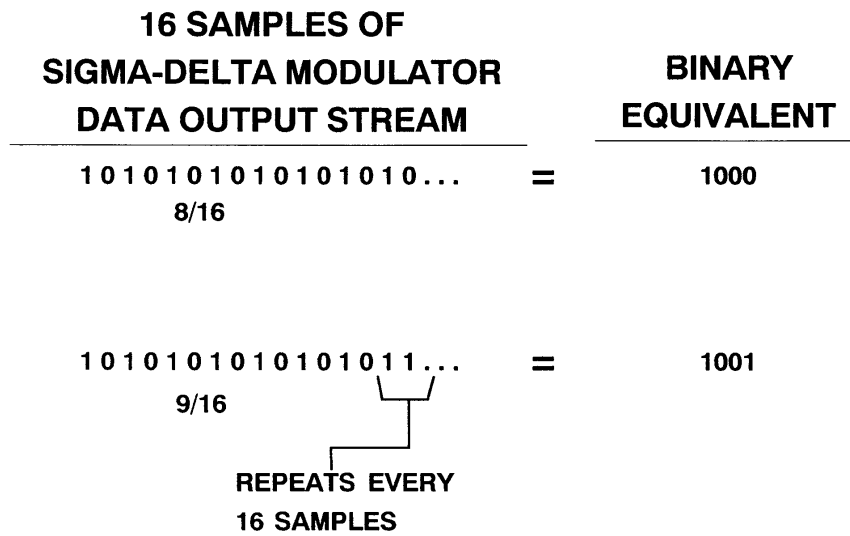 16 SAMPLES OF
SIGMA-DELTA MODULATOR
DATA OUTPUT STREAM
BINARY
EQUIVALENT
1 0 1 0 1 0 1 0 1 0 1 0 1 0 1 0 . . . = 1000
8/16
1 0 1 0 1 0 1 0 1 0 1 0 1 0 1 1 . . . = 1001
9/16
REPEATS EVERY
16 SAMPLES